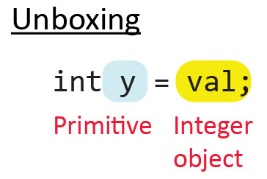 Unboxing
int y = val;
Primitive Integer
object